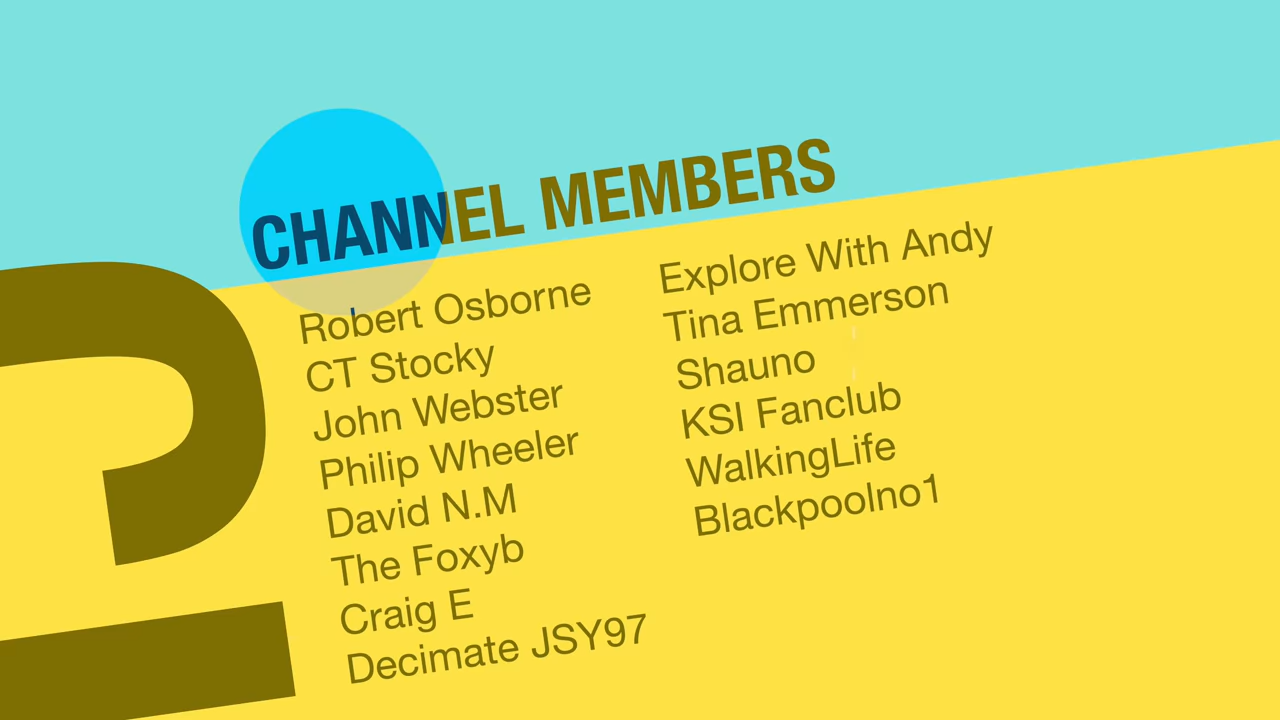 CHANNEL MEMBERS
Robert Osborne
CT Stocky
John Webster
Philip Wheeler
David N.M
The Foxyb
Craig E
Decimate JSY97
Explore With Andy
Tina Emmerson
Shauno
KSI Fanclub
WalkingLife
Blackpoolno1